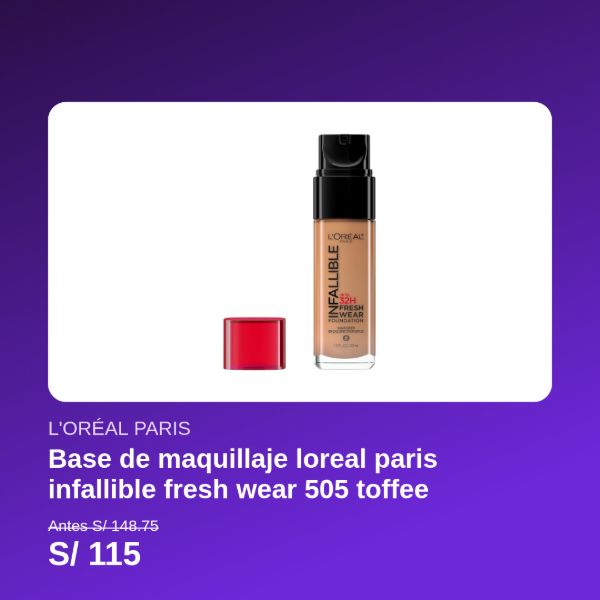 L'ORÉAL
PARIS
INFALLIBLE
32H
FRESH
WEAR
FOUNDATION
L'ORÉAL PARIS
Base de maquillaje loreal paris
infallible fresh wear 505 toffee
Antes S/ 148.75
S/ 115